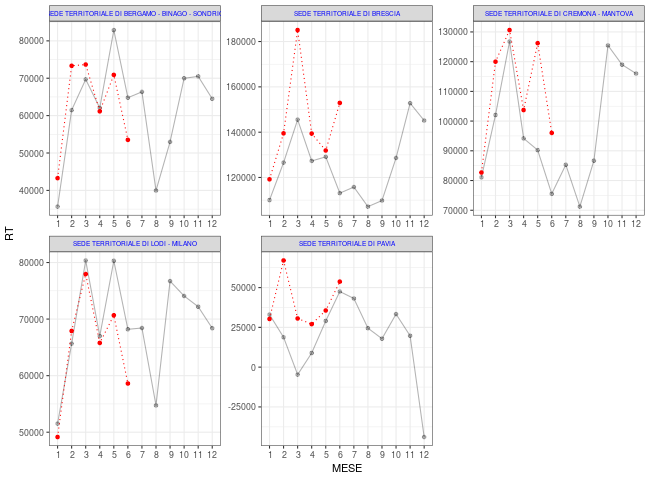 SEDE TERRITORIALE DI BERGAMO - BINAGO - SONDRIO
SEDE TERRITORIALE DI BRESCIA
SEDE TERRITORIALE DI CREMONA - MANTOVA
80000
70000
60000
50000
40000
1 2 3 4 5 6 7 8 9 10 11 12
180000
160000
140000
120000
1 2 3 4 5 6 7 8 9 10 11 12
130000
120000
110000
100000
90000
80000
70000
1 2 3 4 5 6 7 8 9 10 11 12
RT
SEDE TERRITORIALE DI LODI - MILANO
SEDE TERRITORIALE DI PAVIA
80000
70000
60000
50000
1 2 3 4 5 6 7 8 9 10 11 12
50000
25000
0
-25000
1 2 3 4 5 6 7 8 9 10 11 12
MESE